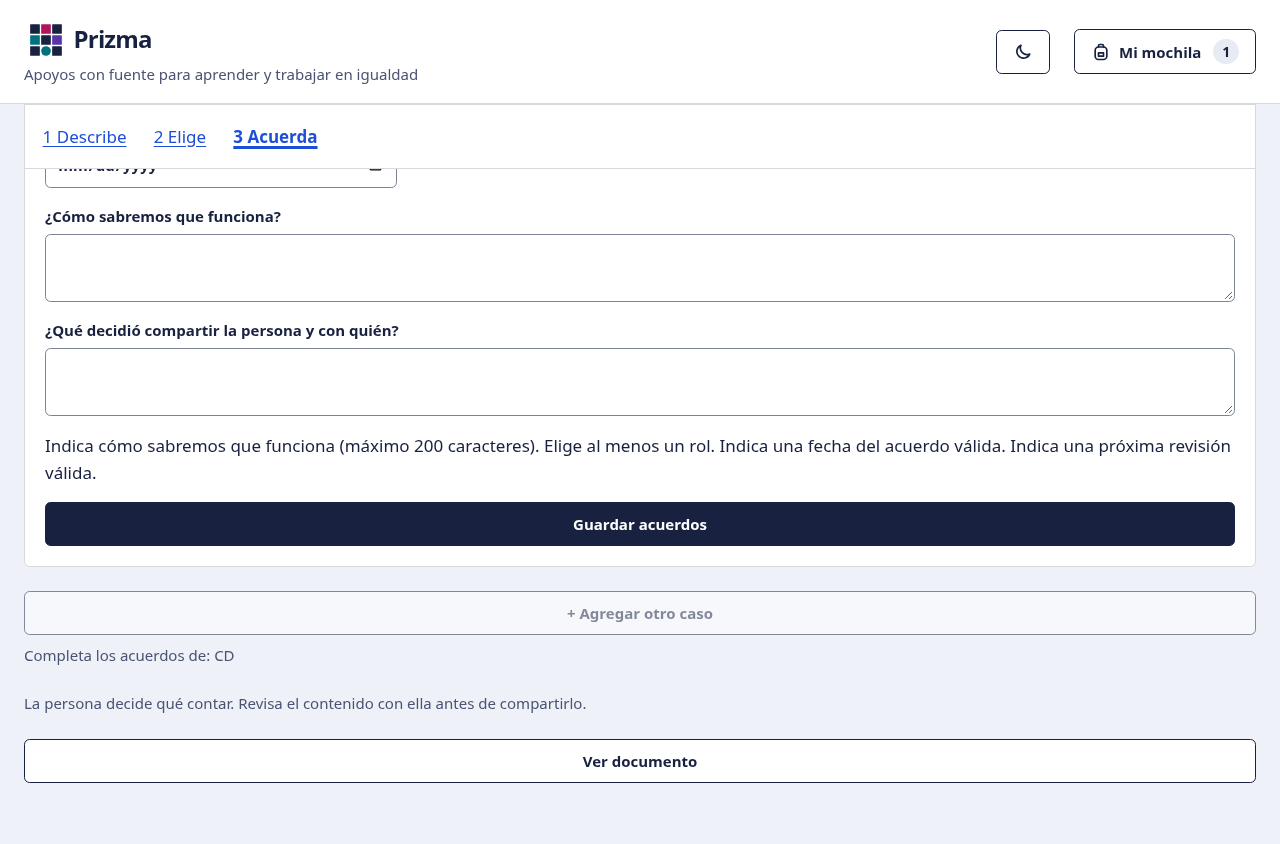 Prizma
Apoyos con fuente para aprender y trabajar en igualdad
Mi mochila 1
1 Describe 2 Elige 3 Acuerda
¿Cómo sabremos que funciona?
¿Qué decidió compartir la persona y con quién?
Indica cómo sabremos que funciona (máximo 200 caracteres). Elige al menos un rol. Indica una fecha del acuerdo válida. Indica una próxima revisión
válida.
Guardar acuerdos
+ Agregar otro caso
Completa los acuerdos de: CD
La persona decide qué contar. Revisa el contenido con ella antes de compartirlo.
Ver documento